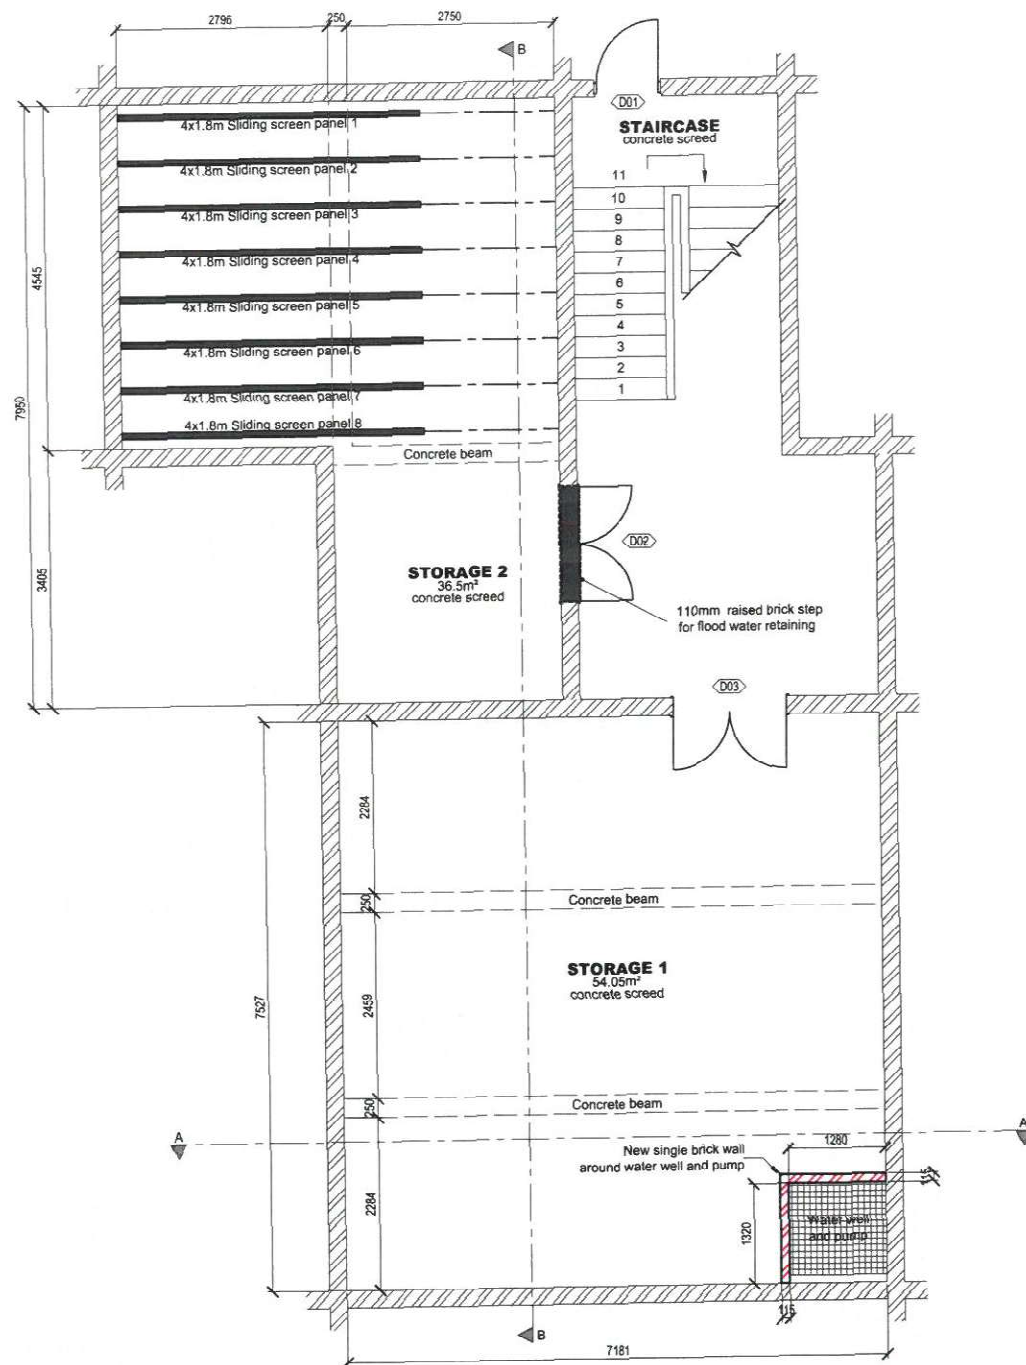 2796
250
2750
B
D01
STAIRCASE
concrete screed
4x1.8m Sliding screen panel 1
4x1.8m Sliding screen panel 2
4x1.8m Sliding screen panel 3
4x1.8m Sliding screen panel 4
4x1.8m Sliding screen panel 5
4x1.8m Sliding screen panel 6
4x1.8m Sliding screen panel 7
4x1.8m Sliding screen panel 8
11
10
9
8
7
6
5
4
3
2
1
4545
7950
3405
Concrete beam
D02
STORAGE 2
36.5m²
concrete screed
110mm raised brick step
for flood water retaining
D03
2284
250
Concrete beam
STORAGE 1
54.05m²
concrete screed
2459
7527
250
Concrete beam
A
A
1280
New single brick wall
around water well and pump
115
2284
1320
Water well
and pump
115
B
7181